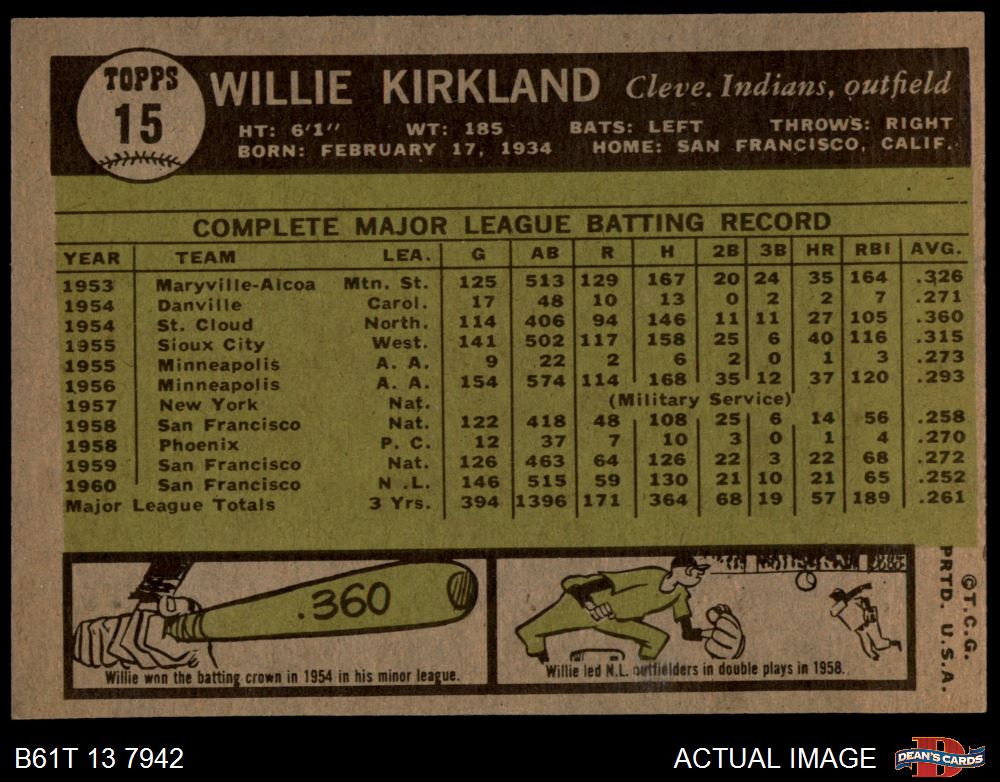 TOPPS
15
WILLIE KIRKLAND Cleve. Indians, outfield
HT: 6'1" WT: 185 BATS: LEFT THROWS: RIGHT
BORN: FEBRUARY 17, 1934 HOME: SAN FRANCISCO, CALIF.
COMPLETE MAJOR LEAGUE BATTING RECORD
YEAR TEAM LEA. G AB R H 2B 3B HR RBI AVG.
1953 Maryville-Alcoa Mtn. St. 125 513 129 167 20 24 35 164 .326
1954 Danville Carol. 17 48 10 13 0 2 2 7 .271
1954 St. Cloud North. 114 406 94 146 11 11 27 105 .360
1955 Sioux City West. 141 502 117 158 25 6 40 116 .315
1955 Minneapolis A. A. 9 22 2 6 2 0 1 3 .273
1956 Minneapolis A. A. 154 574 114 168 35 12 37 120 .293
1957 New York Nat. (Military Service)
1958 San Francisco Nat. 122 418 48 108 25 6 14 56 .258
1958 Phoenix P. C. 12 37 7 10 3 0 1 4 .270
1959 San Francisco Nat. 126 463 64 126 22 3 22 68 .272
1960 San Francisco N .L. 146 515 59 130 21 10 21 65 .252
Major League Totals 3 Yrs. 394 1396 171 364 68 19 57 189 .261
.360
Willie won the batting crown in 1954 in his minor league.
Willie led N.L. outfielders in double plays in 1958.
©T.C.G.
PRTD. U.S.A.
B61T 13 7942
ACTUAL IMAGE
D
DEAN'S CARDS